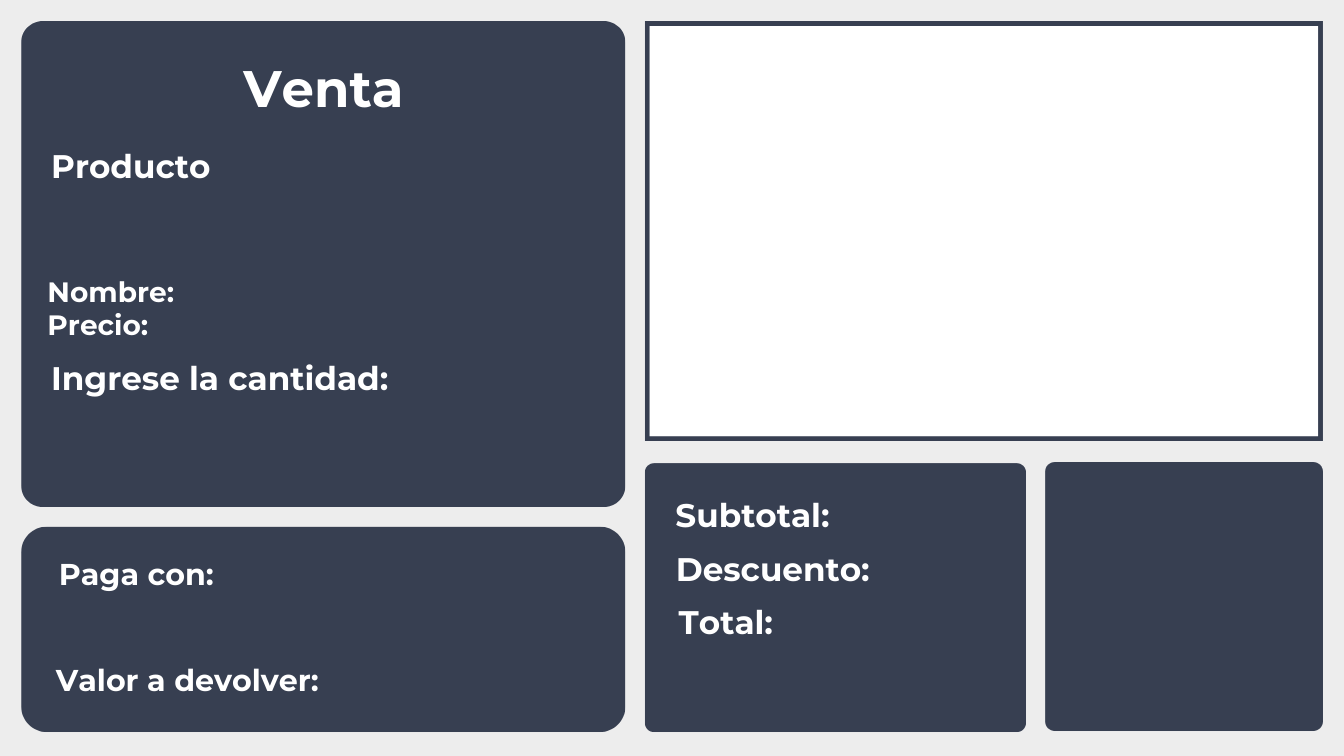 Venta
Producto
Nombre:
Precio:
Ingrese la cantidad:
Paga con:
Valor a devolver:
Subtotal:
Descuento:
Total: